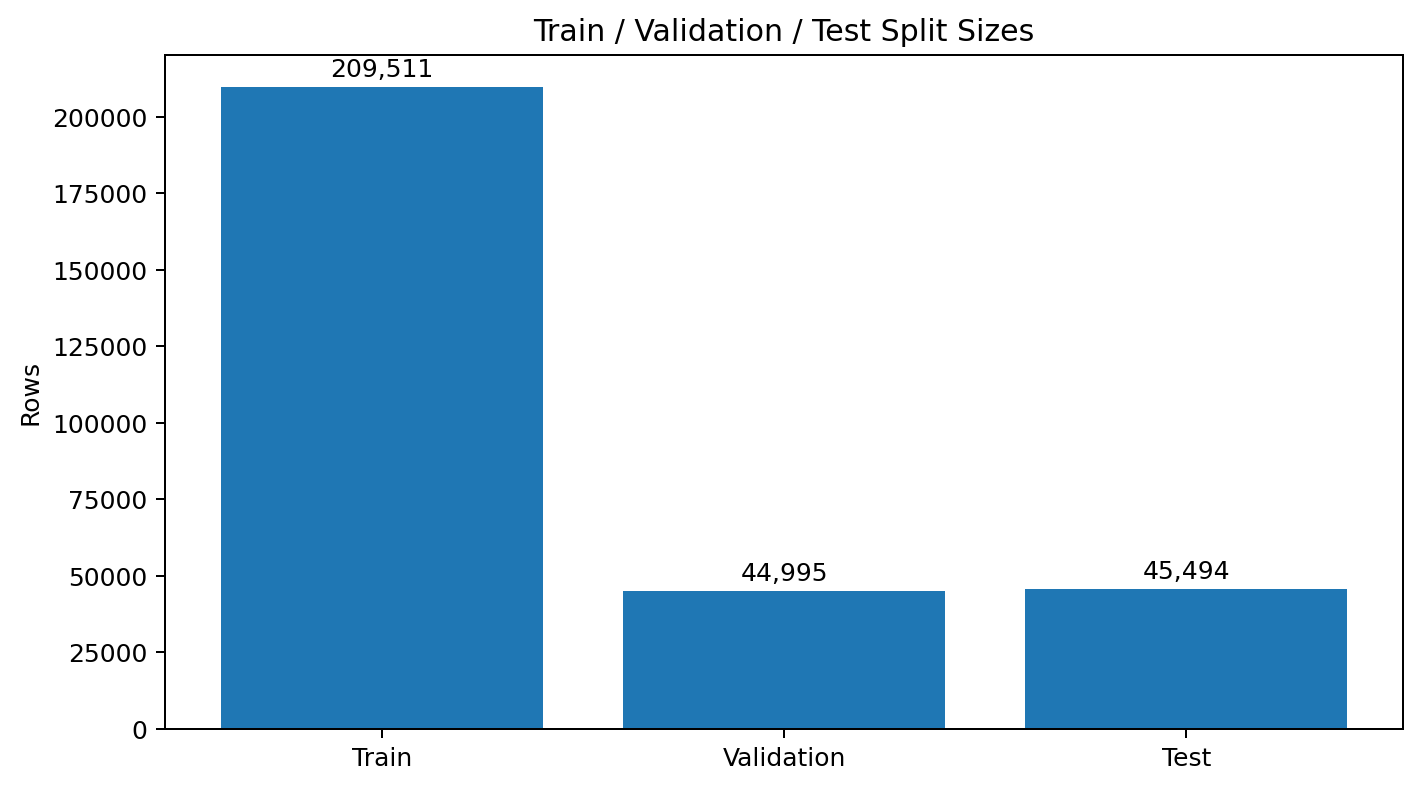 Train / Validation / Test Split Sizes
209,511
200000
175000
150000
125000
Rows
100000
75000
44,995
45,494
50000
25000
0
Train
Validation
Test